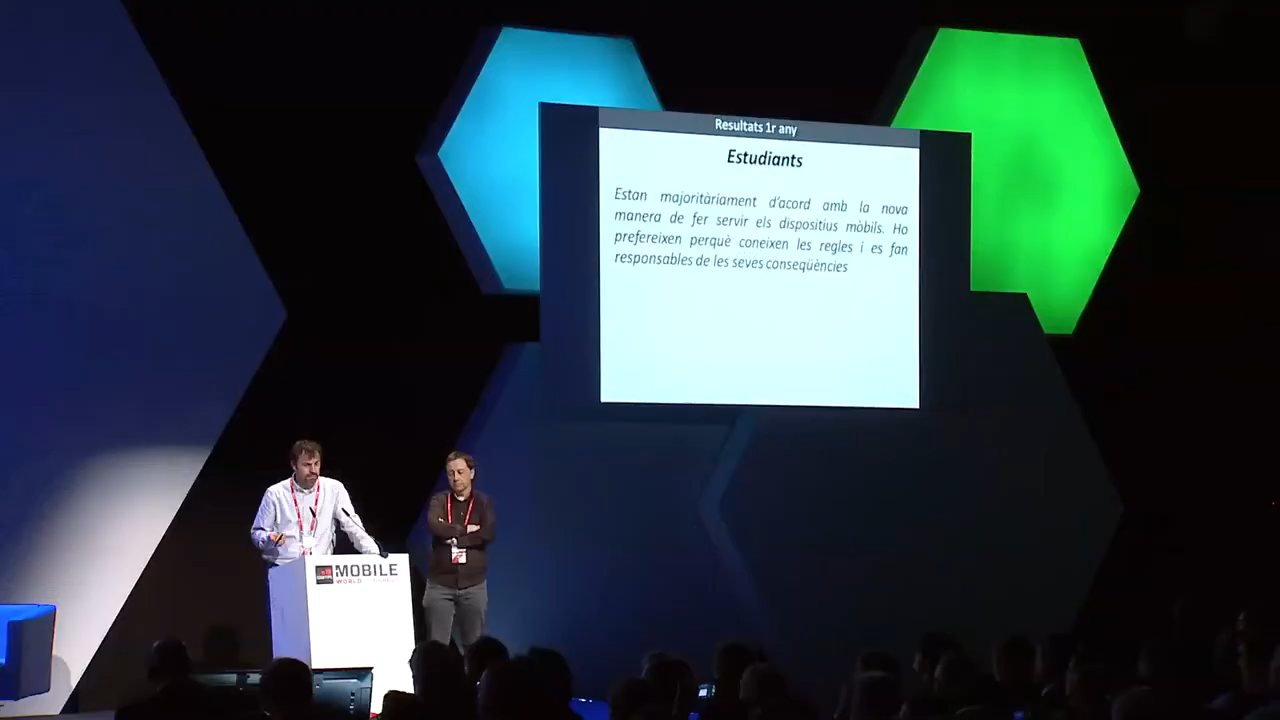 Resultats 1r any
Estudiants
Estan majoritàriament d'acord amb la nova
manera de fer servir els dispositius mòbils. Ho
prefereixen perquè coneixen les regles i es fan
responsables de les seves conseqüències
MOBILE
WORLD